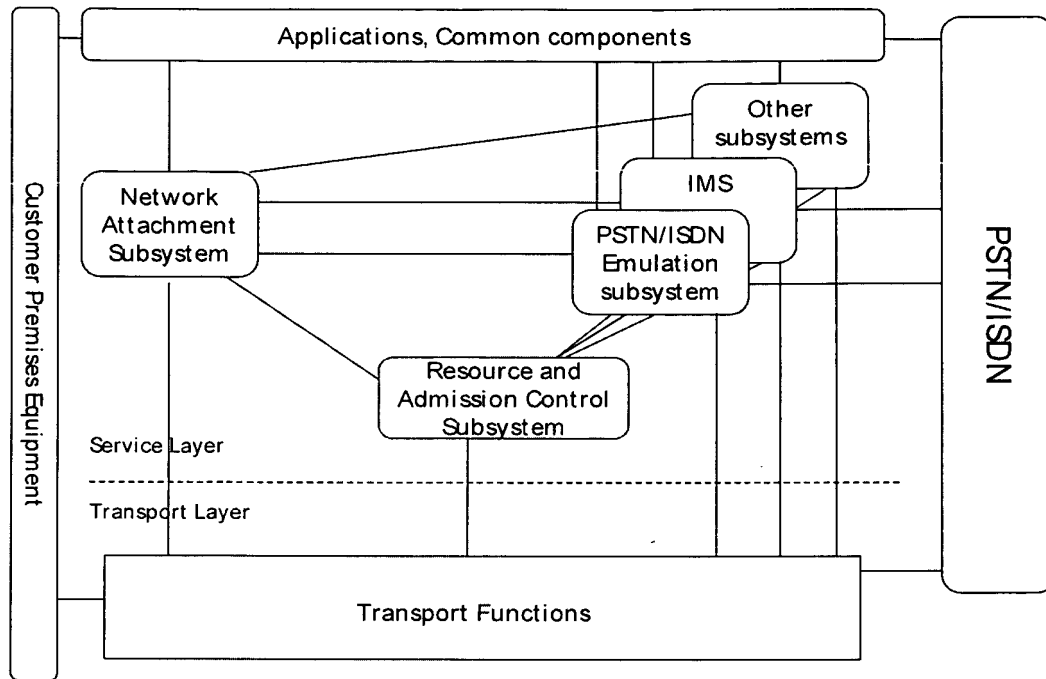 Applications, Common components
Other
subsystems
IMS
Network
Attachment
Subsystem
PSTN/ISDN
Emulation
subsystem
Resource and
Admission Control
Subsystem
Service Layer
Transport Layer
Transport Functions
Customer Premises Equipment
PSTN/ISDN